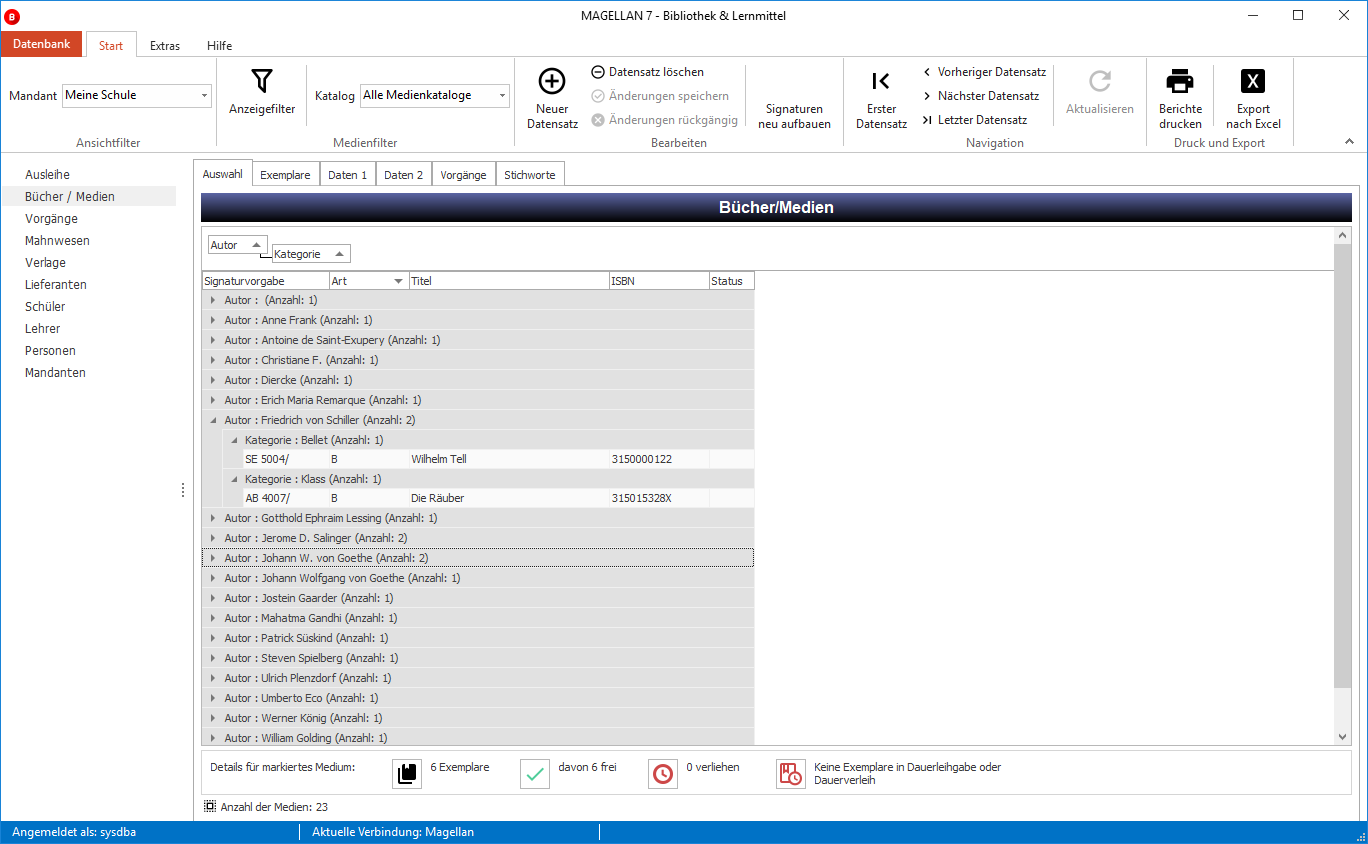 B
MAGELLAN 7 - Bibliothek & Lernmittel
Datenbank Start Extras Hilfe
Mandant Meine Schule
Ansichtfilter
Anzeigefilter
Katalog Alle Medienkataloge
Medienfilter
Neuer
Datensatz
Datensatz löschen
Änderungen speichern
Änderungen rückgängig
Signaturen
neu aufbauen
Bearbeiten
Erster
Datensatz
Vorheriger Datensatz
Nächster Datensatz
Letzter Datensatz
Navigation
Aktualisieren
Berichte
drucken
X
Export
nach Excel
Druck und Export
Ausleihe
Bücher / Medien
Vorgänge
Mahnwesen
Verlage
Lieferanten
Schüler
Lehrer
Personen
Mandanten
Auswahl Exemplare Daten 1 Daten 2 Vorgänge Stichworte
Bücher/Medien
Autor
Kategorie
Signaturvorgabe Art Titel ISBN Status
Autor : (Anzahl: 1)
Autor : Anne Frank (Anzahl: 1)
Autor : Antoine de Saint-Exupery (Anzahl: 1)
Autor : Christiane F. (Anzahl: 1)
Autor : Diercke (Anzahl: 1)
Autor : Erich Maria Remarque (Anzahl: 1)
Autor : Friedrich von Schiller (Anzahl: 2)
Kategorie : Bellet (Anzahl: 1)
SE 5004/ B Wilhelm Tell 3150000122
Kategorie : Klass (Anzahl: 1)
AB 4007/ B Die Räuber 315015328X
Autor : Gotthold Ephraim Lessing (Anzahl: 1)
Autor : Jerome D. Salinger (Anzahl: 2)
Autor : Johann W. von Goethe (Anzahl: 2)
Autor : Johann Wolfgang von Goethe (Anzahl: 1)
Autor : Jostein Gaarder (Anzahl: 1)
Autor : Mahatma Gandhi (Anzahl: 1)
Autor : Patrick Süskind (Anzahl: 1)
Autor : Steven Spielberg (Anzahl: 1)
Autor : Ulrich Plenzdorf (Anzahl: 1)
Autor : Umberto Eco (Anzahl: 1)
Autor : Werner König (Anzahl: 1)
Autor : William Golding (Anzahl: 1)
Details für markiertes Medium: 6 Exemplare davon 6 frei 0 verliehen Keine Exemplare in Dauerleihgabe oder
Dauerverleih
Anzahl der Medien: 23
Angemeldet als: sysdba Aktuelle Verbindung: Magellan